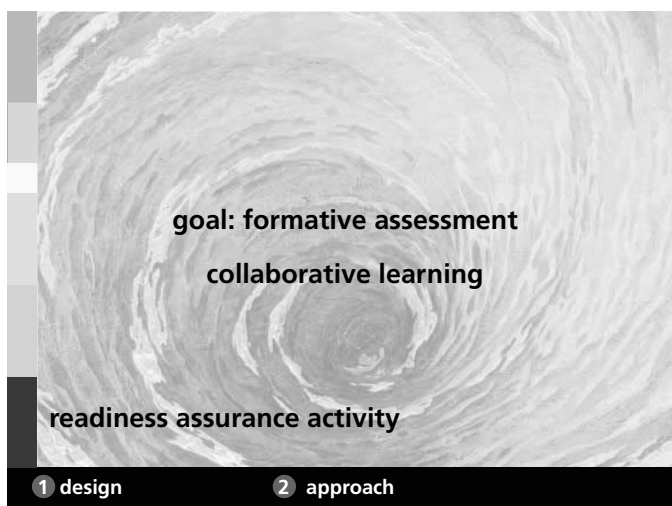 goal: formative assessment
collaborative learning
readiness assurance activity
1 design
2 approach